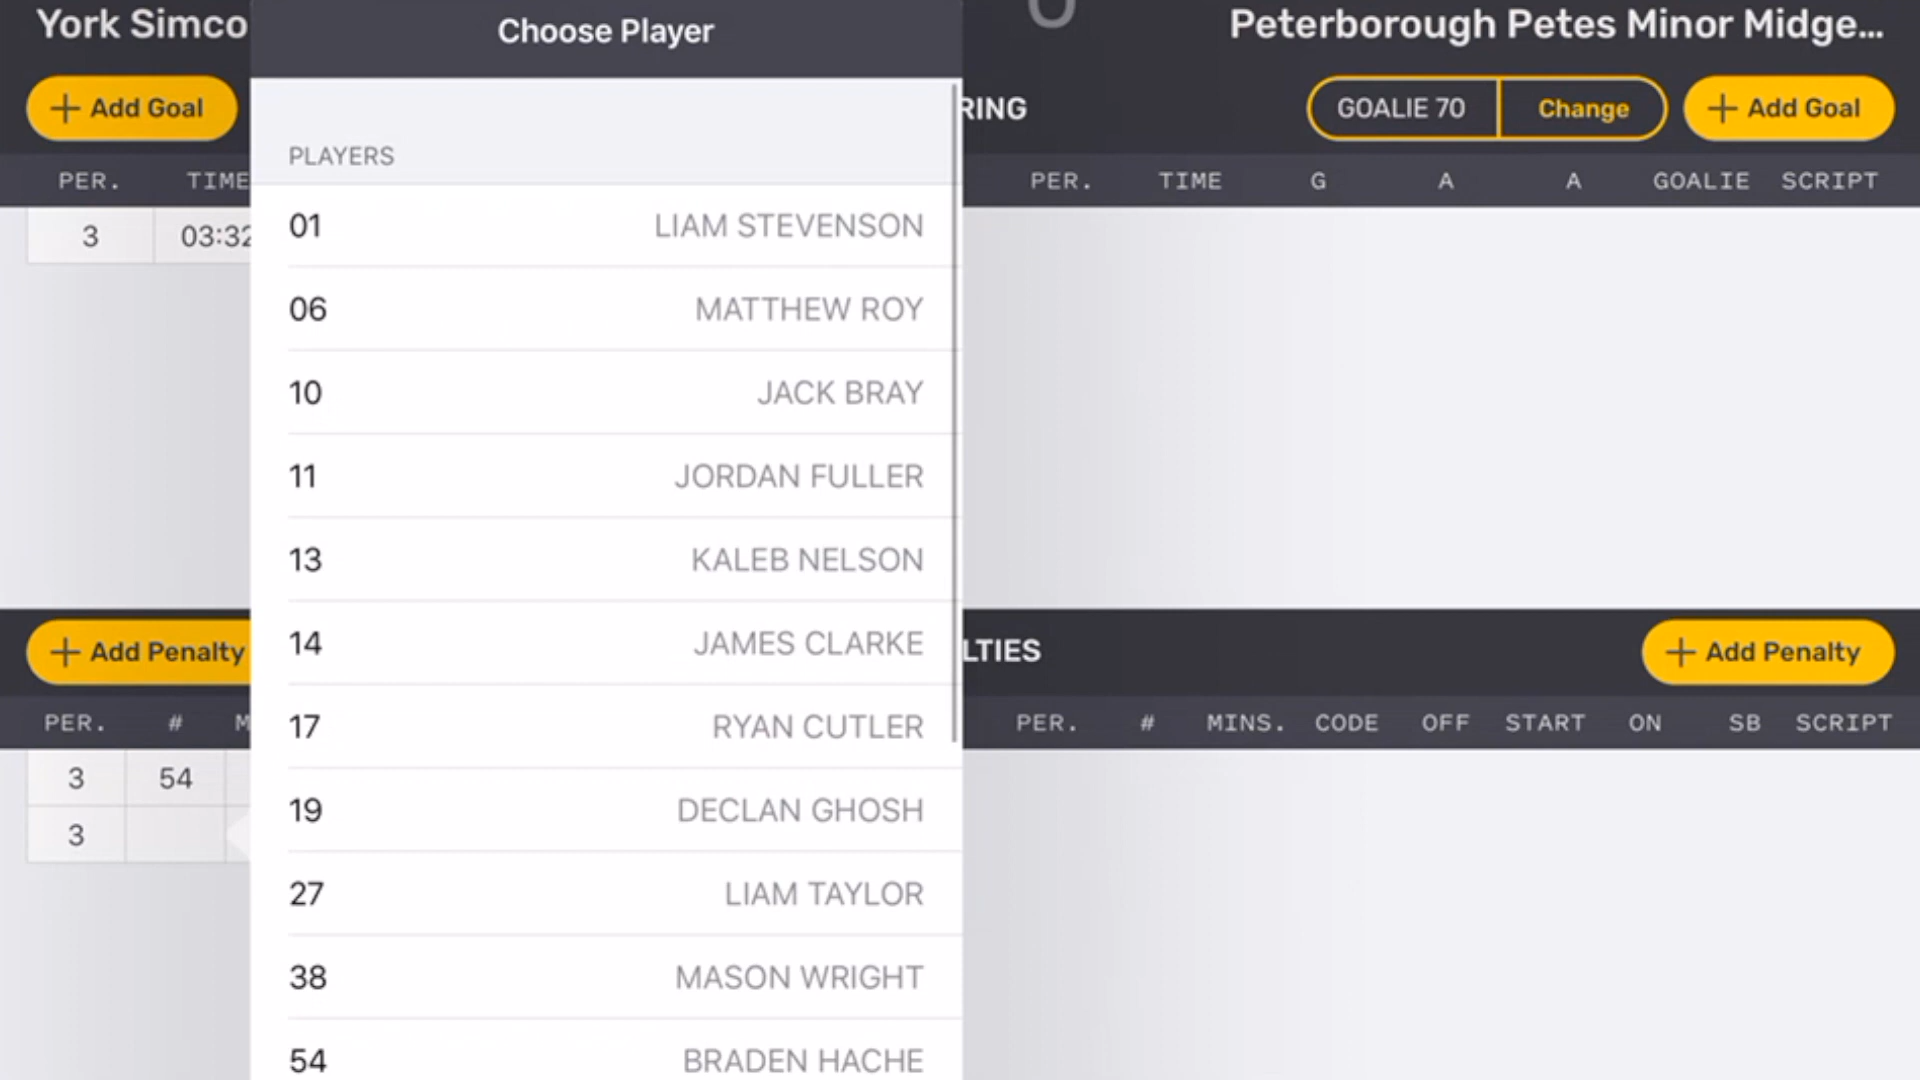 York Simco
Choose Player
0
Peterborough Petes Minor Midge...
+ Add Goal
RING
GOALIE 70
Change
+ Add Goal
PLAYERS
PER. TIME
PER. TIME G A A GOALIE SCRIPT
3 03:32
01 LIAM STEVENSON
06 MATTHEW ROY
10 JACK BRAY
11 JORDAN FULLER
13 KALEB NELSON
14 JAMES CLARKE
17 RYAN CUTLER
19 DECLAN GHOSH
27 LIAM TAYLOR
38 MASON WRIGHT
54 BRADEN HACHE
+ Add Penalty
LTIES
+ Add Penalty
PER. # M
PER. # MINS. CODE OFF START ON SB SCRIPT
3 54
3